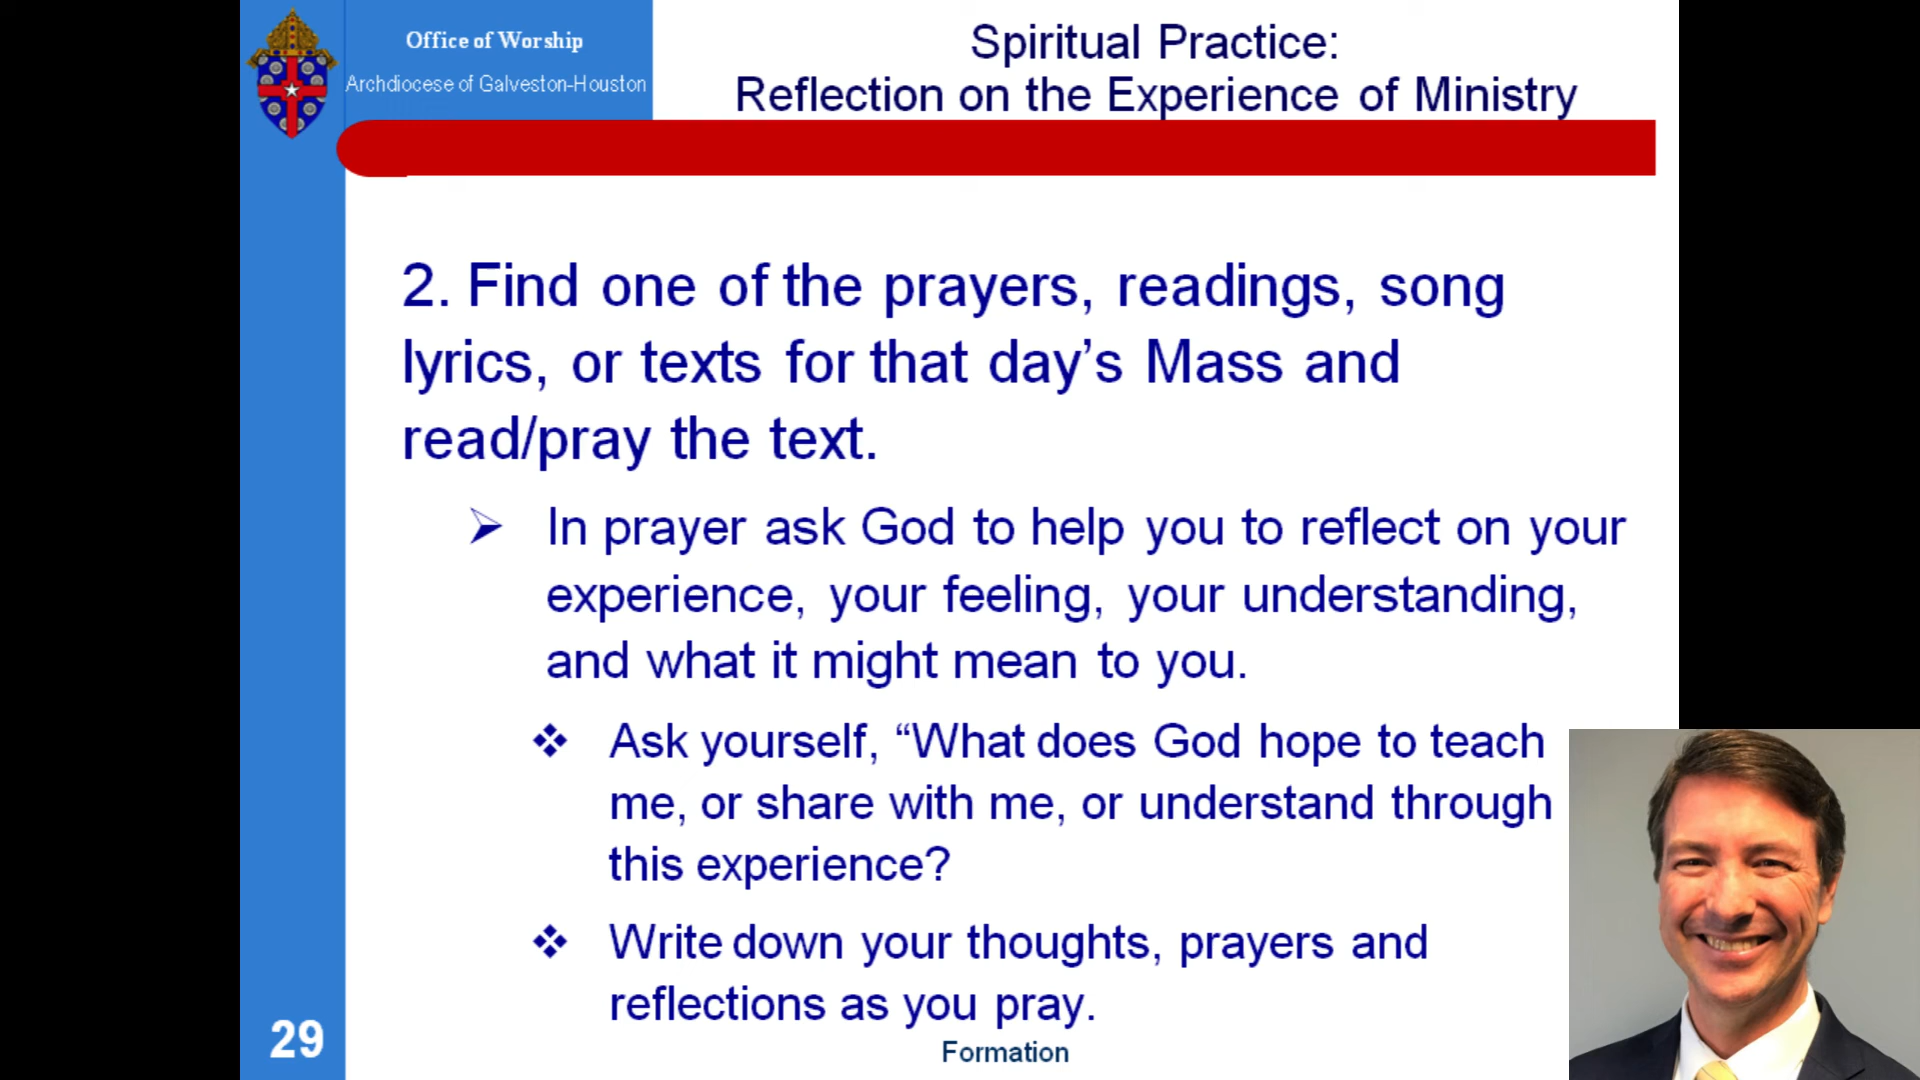 Office of Worship
Archdiocese of Galveston-Houston
Spiritual Practice:
Reflection on the Experience of Ministry
2. Find one of the prayers, readings, song
lyrics, or texts for that day’s Mass and
read/pray the text.
In prayer ask God to help you to reflect on your
experience, your feeling, your understanding,
and what it might mean to you.
Ask yourself, “What does God hope to teach
me, or share with me, or understand through
this experience?
Write down your thoughts, prayers and
reflections as you pray.
29
Formation